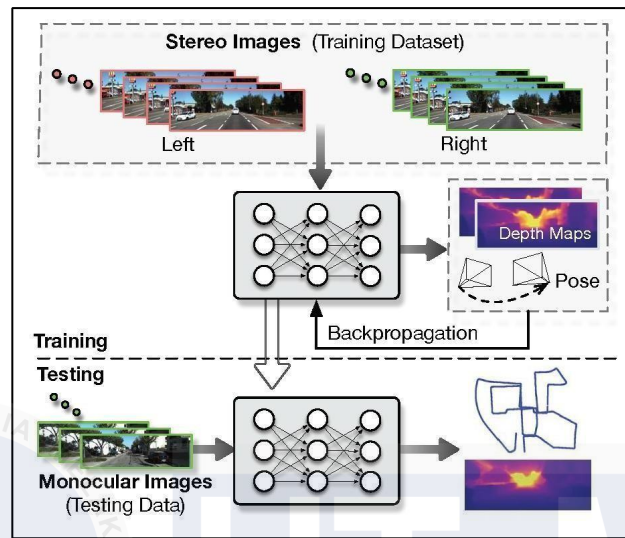 Stereo Images (Training Dataset)
Left
Right
Depth Maps
Pose
Backpropagation
Training
Testing
Monocular Images
(Testing Data)